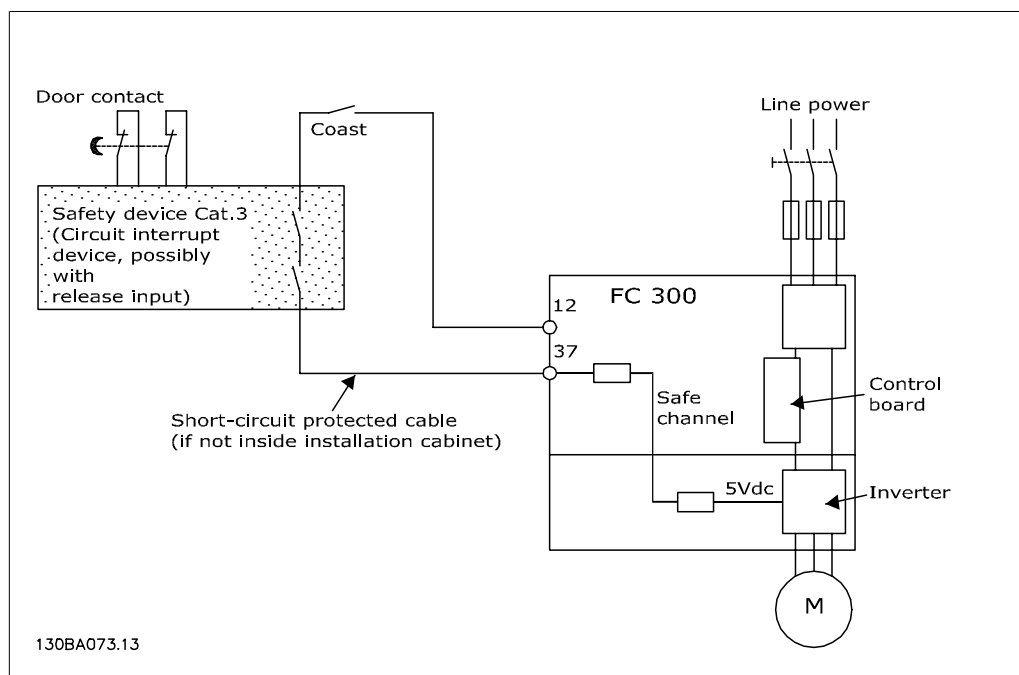 Door contact
Coast
Line power
Safety device Cat.3
(Circuit interrupt
device, possibly
with
release input)
12
FC 300
37
Safe
channel
Control
board
Short-circuit protected cable
(if not inside installation cabinet)
5Vdc
Inverter
M
130BA073.13